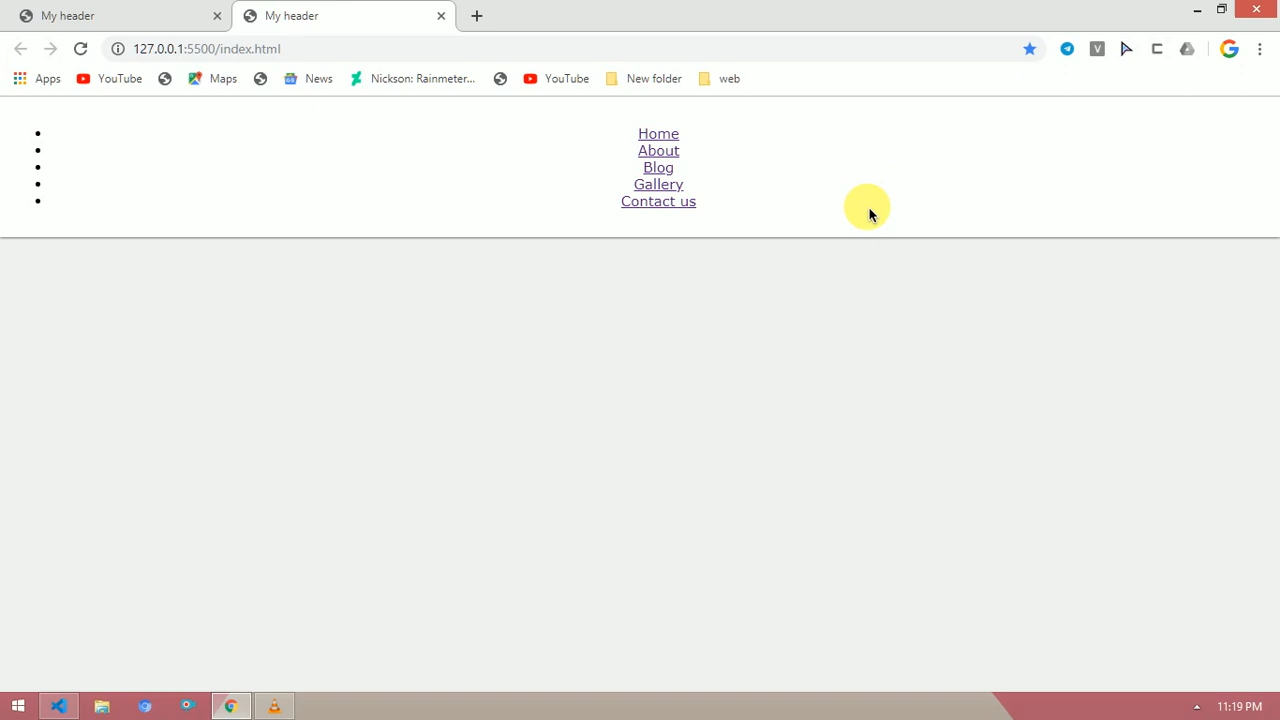 My header
My header
127.0.0.1:5500/index.html
V
Apps
YouTube
Maps
News
Nickson: Rainmeter...
YouTube
New folder
web
Home
About
Blog
Gallery
Contact us
11:19 PM